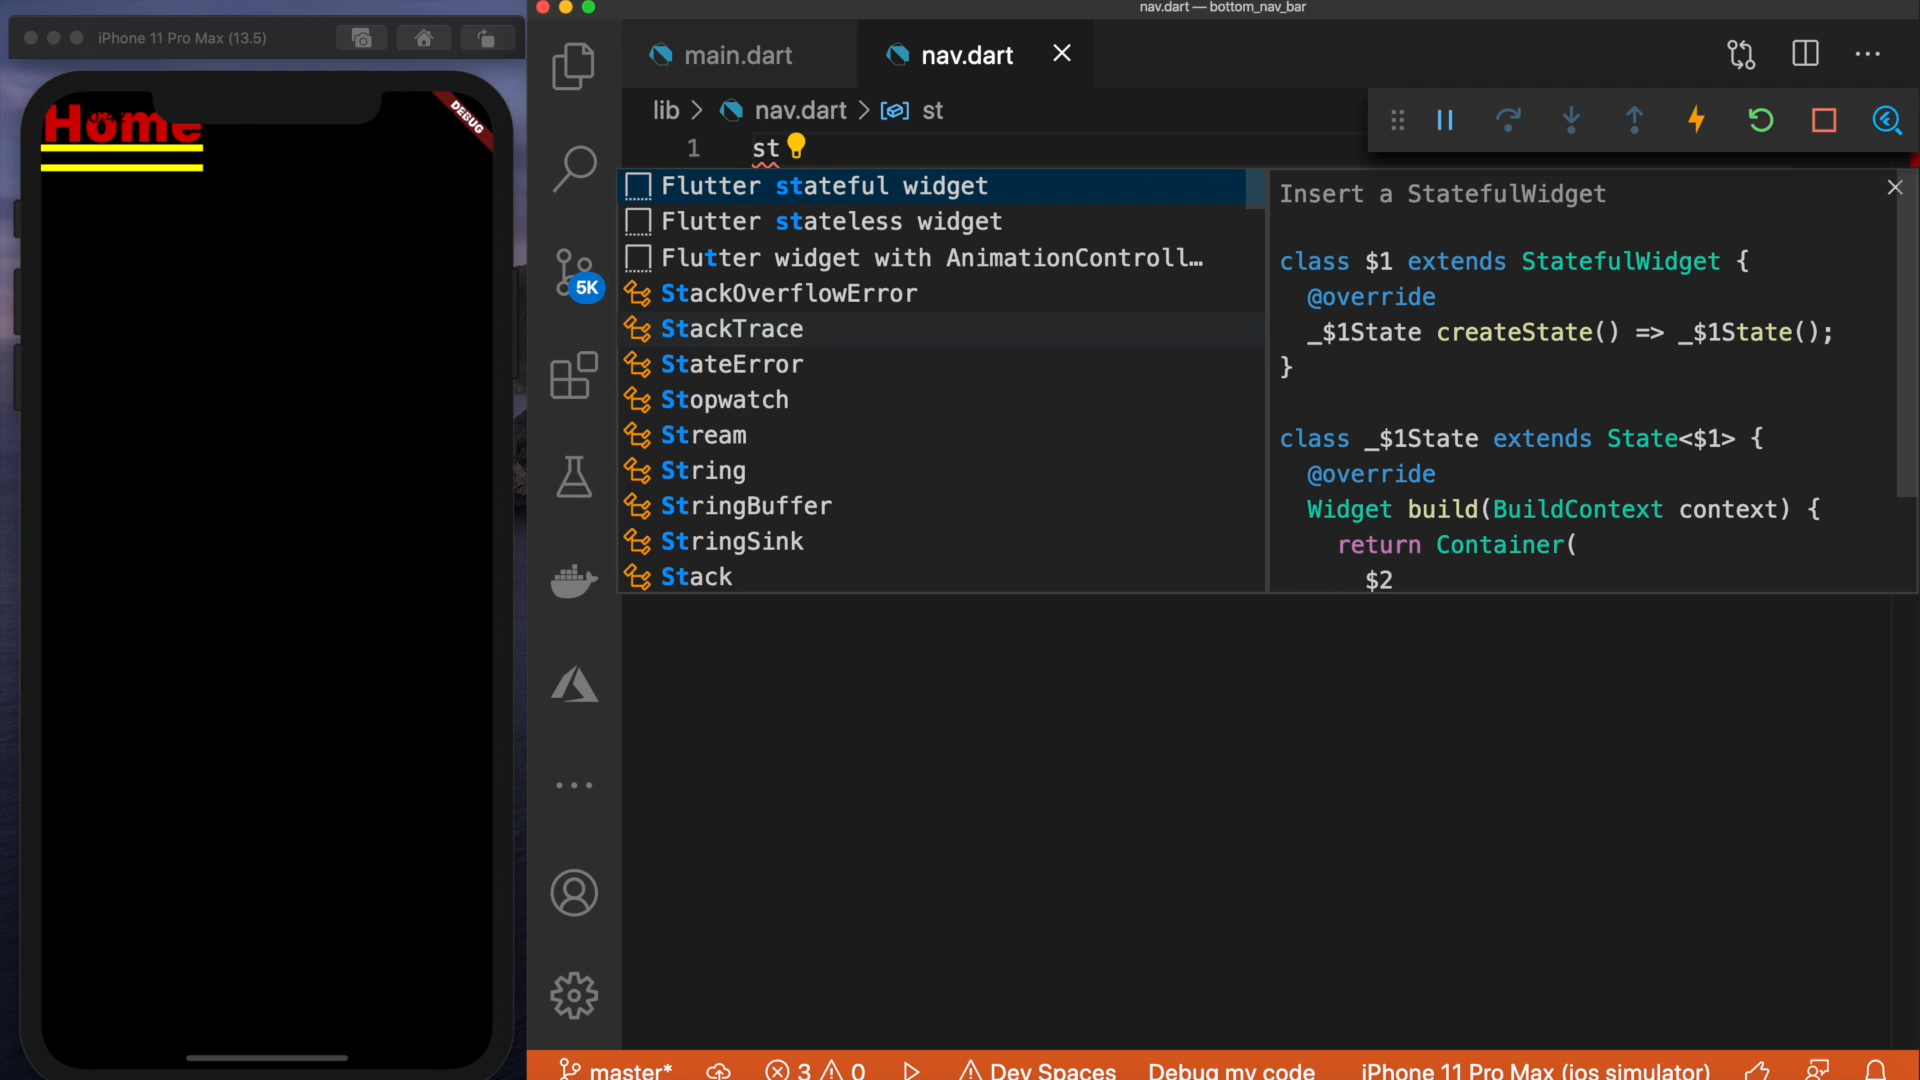 nav.dart — bottom_nav_bar
iPhone 11 Pro Max (13.5)
main.dart
nav.dart
Home
DEBUG
lib > nav.dart > st
1 st
Flutter stateful widget
Flutter stateless widget
Flutter widget with AnimationControll…
StackOverflowError
StackTrace
StateError
Stopwatch
Stream
String
StringBuffer
StringSink
Stack
Insert a StatefulWidget
class $1 extends StatefulWidget {
@override
_$1State createState() => _$1State();
}
class _$1State extends State<$1> {
@override
Widget build(BuildContext context) {
return Container(
$2
5K
master* 3 0 Dev Spaces Debug my code iPhone 11 Pro Max (ios simulator)